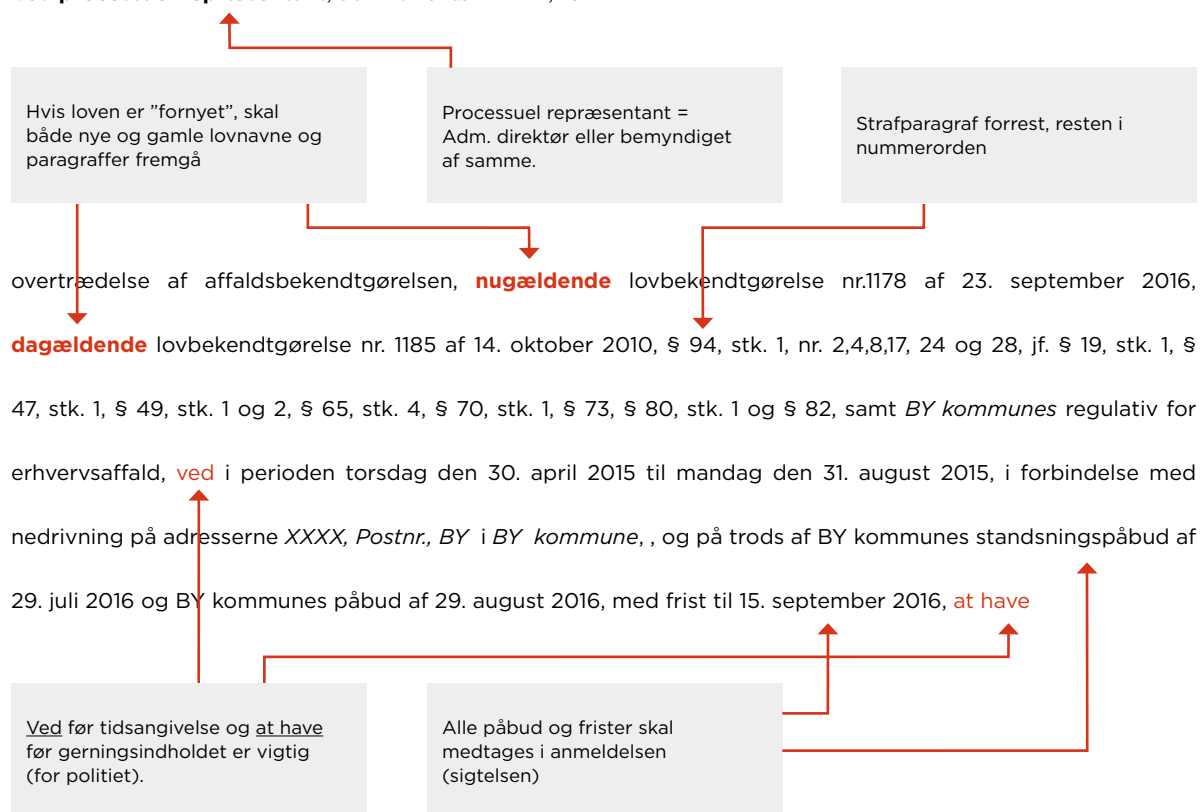 Hvis loven er ”fornyet”, skal
både nye og gamle lovnavne og
paragraffer fremgå
Processuel repræsentant =
Adm. direktør eller bemyndiget
af samme.
Strafparagraf forrest, resten i
nummerorden
overtrædelse af affaldsbekendtgørelsen, nugældende lovbekendtgørelse nr.1178 af 23. september 2016,
dagældende lovbekendtgørelse nr. 1185 af 14. oktober 2010, § 94, stk. 1, nr. 2,4,8,17, 24 og 28, jf. § 19, stk. 1, §
47, stk. 1, § 49, stk. 1 og 2, § 65, stk. 4, § 70, stk. 1, § 73, § 80, stk. 1 og § 82, samt BY kommunes regulativ for
erhvervsaffald, ved i perioden torsdag den 30. april 2015 til mandag den 31. august 2015, i forbindelse med
nedrivning på adresserne XXXX, Postnr., BY i BY kommune, , og på trods af BY kommunes standsningspåbud af
29. juli 2016 og BY kommunes påbud af 29. august 2016, med frist til 15. september 2016, at have
Ved før tidsangivelse og at have
før gerningsindholdet er vigtig
(for politiet).
Alle påbud og frister skal
medtages i anmeldelsen
(sigtelsen)